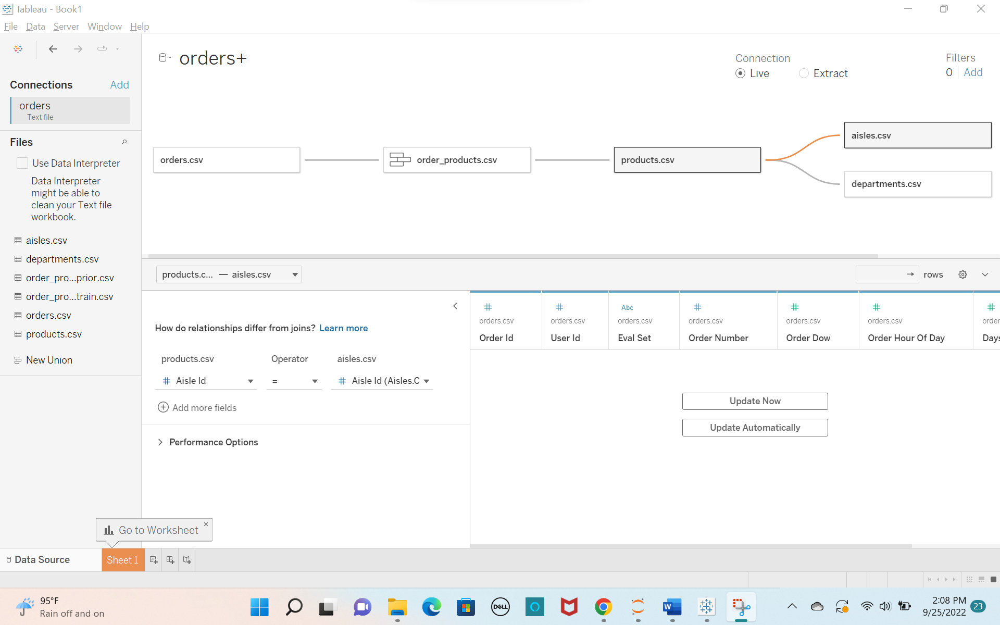 Tableau - Book1
File Data Server Window Help
Connections Add
orders
Text file
Files
Use Data Interpreter
Data Interpreter
might be able to
clean your Text file
workbook.
aisles.csv
departments.csv
order_pro...prior.csv
order_pro...train.csv
orders.csv
products.csv
New Union
orders+
Connection
Live Extract
Filters
0 Add
orders.csv
order_products.csv
products.csv
aisles.csv
departments.csv
products.c... — aisles.csv
rows
How do relationships differ from joins? Learn more
products.csv Operator aisles.csv
Aisle Id = Aisle Id (Aisles.C
Add more fields
Performance Options
Abc
orders.csv orders.csv orders.csv orders.csv orders.csv orders.csv order
Order Id User Id Eval Set Order Number Order Dow Order Hour Of Day Days
Update Now
Update Automatically
Go to Worksheet
Data Source Sheet 1
95°F
Rain off and on
DELL
W
2:08 PM
9/25/2022
23